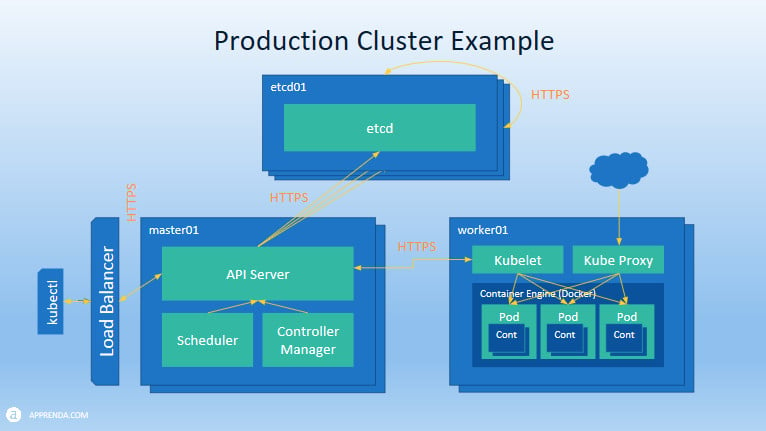 Production Cluster Example
etcd01
etcd
HTTPS
HTTPS
HTTPS
HTTPS
kubectl
Load Balancer
master01
API Server
Scheduler
Controller
Manager
worker01
Kubelet
Kube Proxy
Container Engine (Docker)
Pod
Pod
Pod
Cont
Cont
Cont
a
APPRENDA.COM